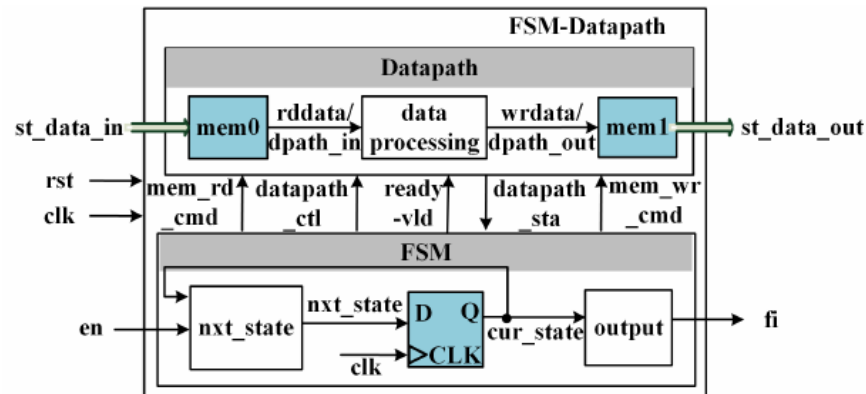 FSM-Datapath
Datapath
st_data_in
mem0
rddata/
dpath_in
data
processing
wrdata/
dpath_out
mem1
st_data_out
rst
clk
mem_rd
_cmd
datapath
_ctl
ready
-vld
datapath
_sta
mem_wr
_cmd
FSM
en
nxt_state
nxt_state
clk
D
Q
CLK
cur_state
output
fi